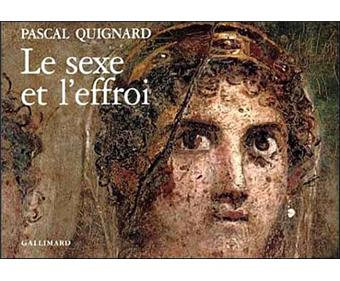 PASCAL QUIGNARD
Le sexe
et l'effroi
GALLIMARD